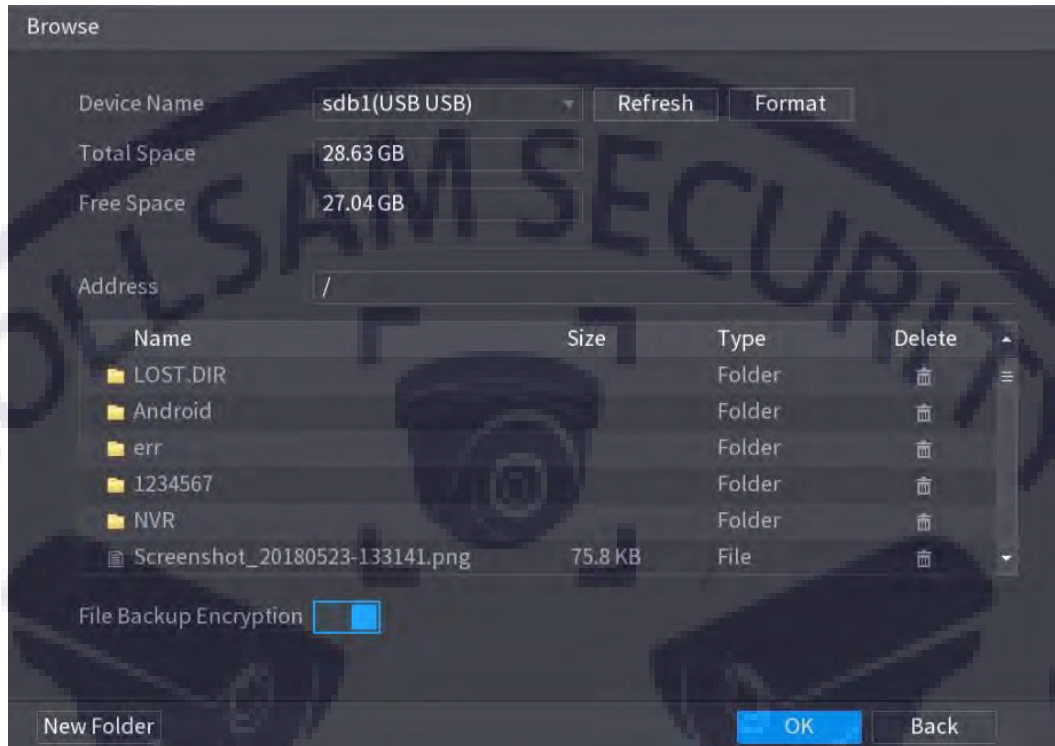 Browse
Device Name sdb1(USB USB) Refresh Format
Total Space 28.63 GB
Free Space 27.04 GB
Address /
Name Size Type Delete
LOST.DIR Folder
Android Folder
err Folder
1234567 Folder
NVR Folder
Screenshot_20180523-133141.png 75.8 KB File
File Backup Encryption
New Folder OK Back
OLLSAM SECURITY
@